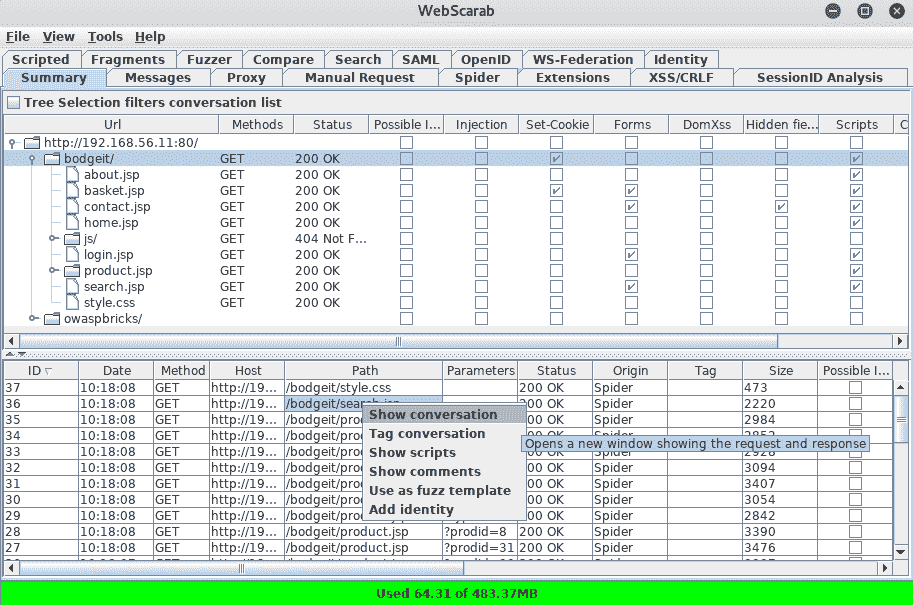 WebScarab
File View Tools Help
Scripted Fragments Fuzzer Compare Search SAML OpenID WS-Federation Identity
Summary Messages Proxy Manual Request Spider Extensions XSS/CRLF SessionID Analysis
Tree Selection filters conversation list
Url Methods Status Possible I... Injection Set-Cookie Forms DomXss Hidden fie... Scripts C
http://192.168.56.11:80/
bodgeit/ GET 200 OK
about.jsp GET 200 OK
basket.jsp GET 200 OK
contact.jsp GET 200 OK
home.jsp GET 200 OK
js/ GET 404 Not F...
login.jsp GET 200 OK
product.jsp GET 200 OK
search.jsp GET 200 OK
style.css GET 200 OK
owaspbricks/
ID Date Method Host Path Parameters Status Origin Tag Size Possible I...
37 10:18:08 GET http://19... /bodgeit/style.css 200 OK Spider 473
36 10:18:08 GET http://19... /bodgeit/search.jsp 200 OK Spider 2220
35 10:18:08 GET http://19... /bodgeit/pro Spider 2984
34 10:18:08 GET http://19... /bodgeit/pro
33 10:18:08 GET http://19... /bodgeit/pro 200 OK Spider 2928
32 10:18:08 GET http://19... /bodgeit/pro 200 OK Spider 3094
31 10:18:08 GET http://19... /bodgeit/pro 200 OK Spider 3407
30 10:18:08 GET http://19... /bodgeit/pro 200 OK Spider 3054
29 10:18:08 GET http://19... /bodgeit/pro 200 OK Spider 2842
28 10:18:08 GET http://19... /bodgeit/product.jsp ?prodid=8 200 OK Spider 3390
27 10:18:08 GET http://19... /bodgeit/product.jsp ?prodid=31 200 OK Spider 3476
Show conversation
Tag conversation
Show scripts
Show comments
Use as fuzz template
Add identity
Opens a new window showing the request and response
Used 64.31 of 483.37MB